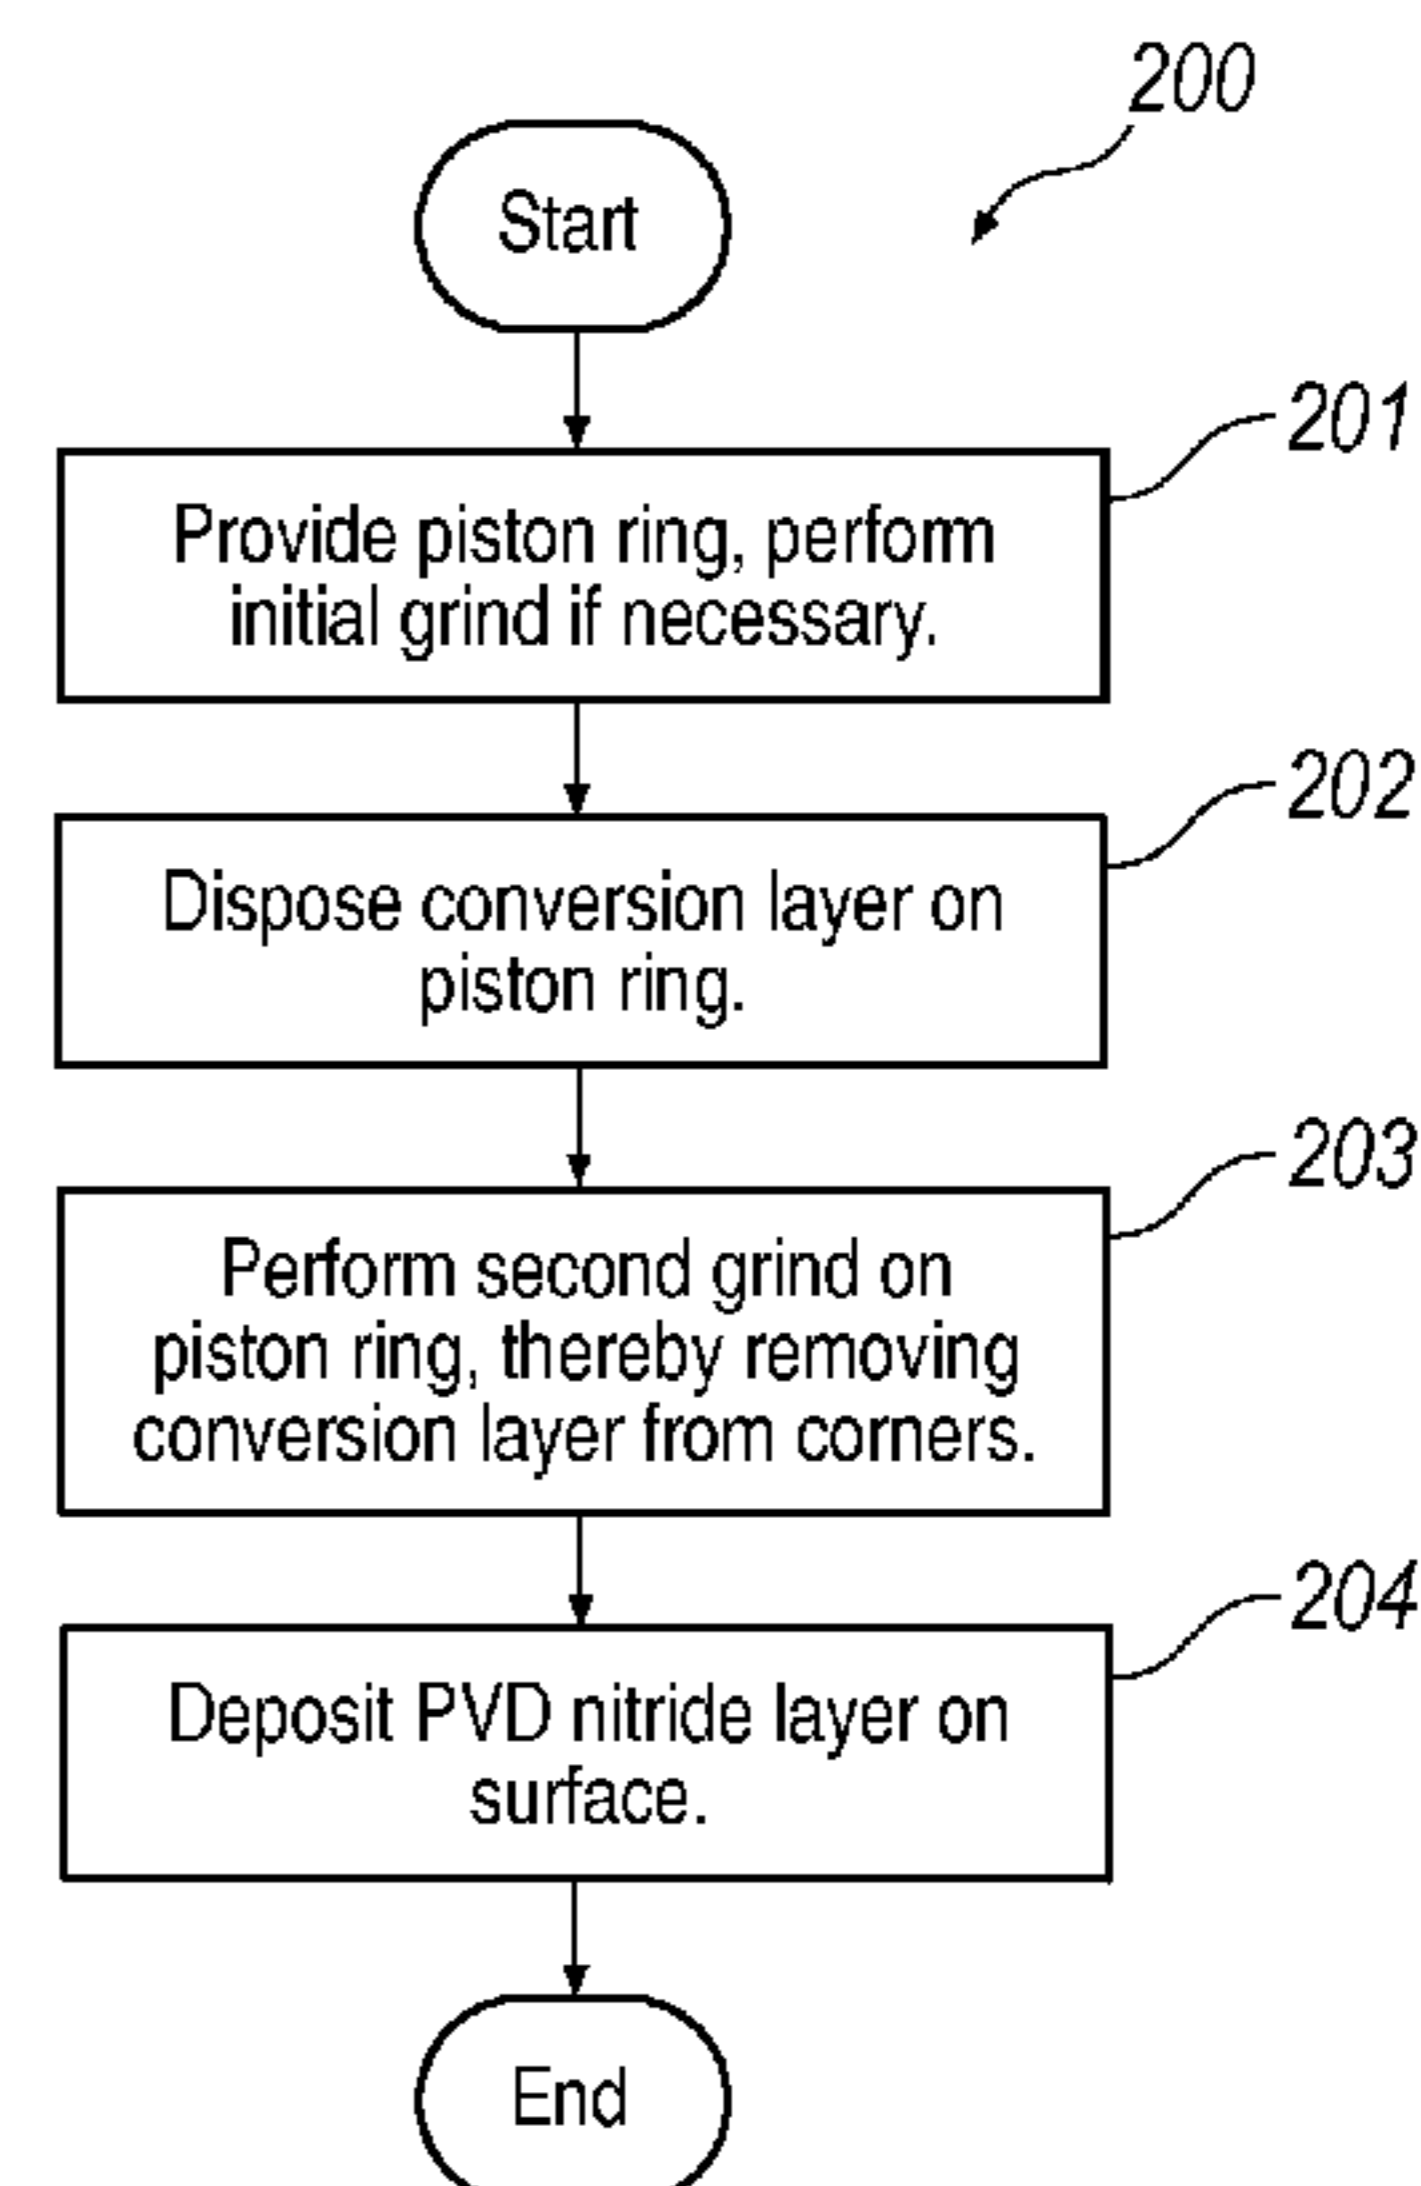 200
Start
201
Provide piston ring, perform
initial grind if necessary.
202
Dispose conversion layer on
piston ring.
203
Perform second grind on
piston ring, thereby removing
conversion layer from corners.
204
Deposit PVD nitride layer on
surface.
End